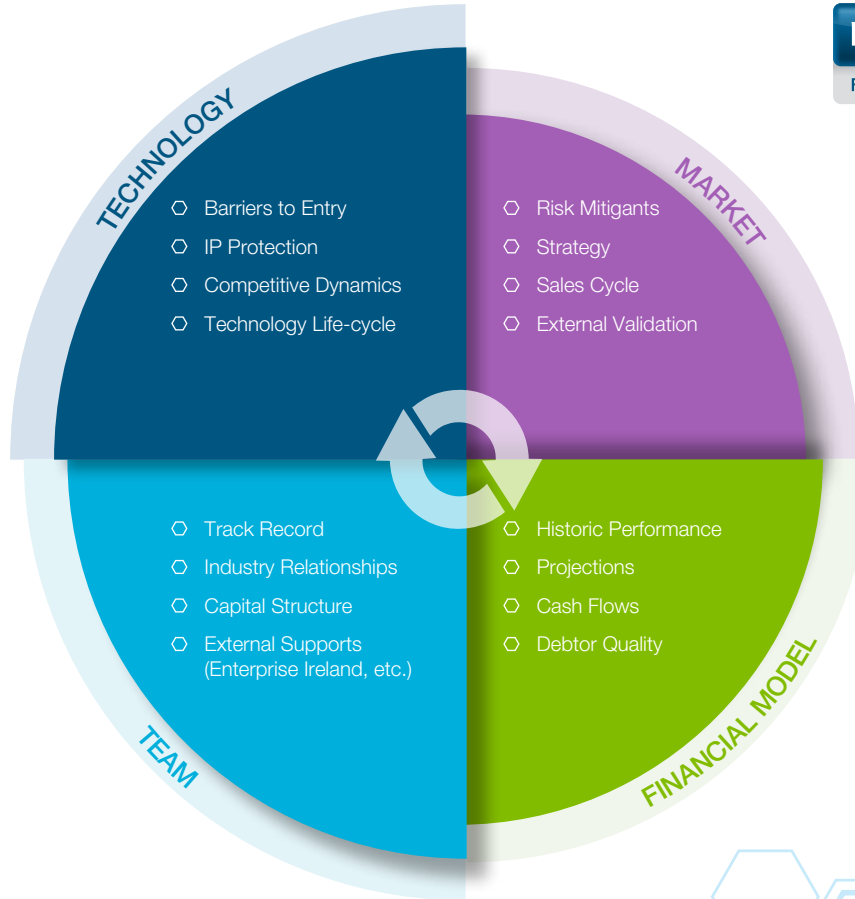 TECHNOLOGY
Barriers to Entry
IP Protection
Competitive Dynamics
Technology Life-cycle
MARKET
Risk Mitigants
Strategy
Sales Cycle
External Validation
TEAM
Track Record
Industry Relationships
Capital Structure
External Supports
(Enterprise Ireland, etc.)
FINANCIAL MODEL
Historic Performance
Projections
Cash Flows
Debtor Quality